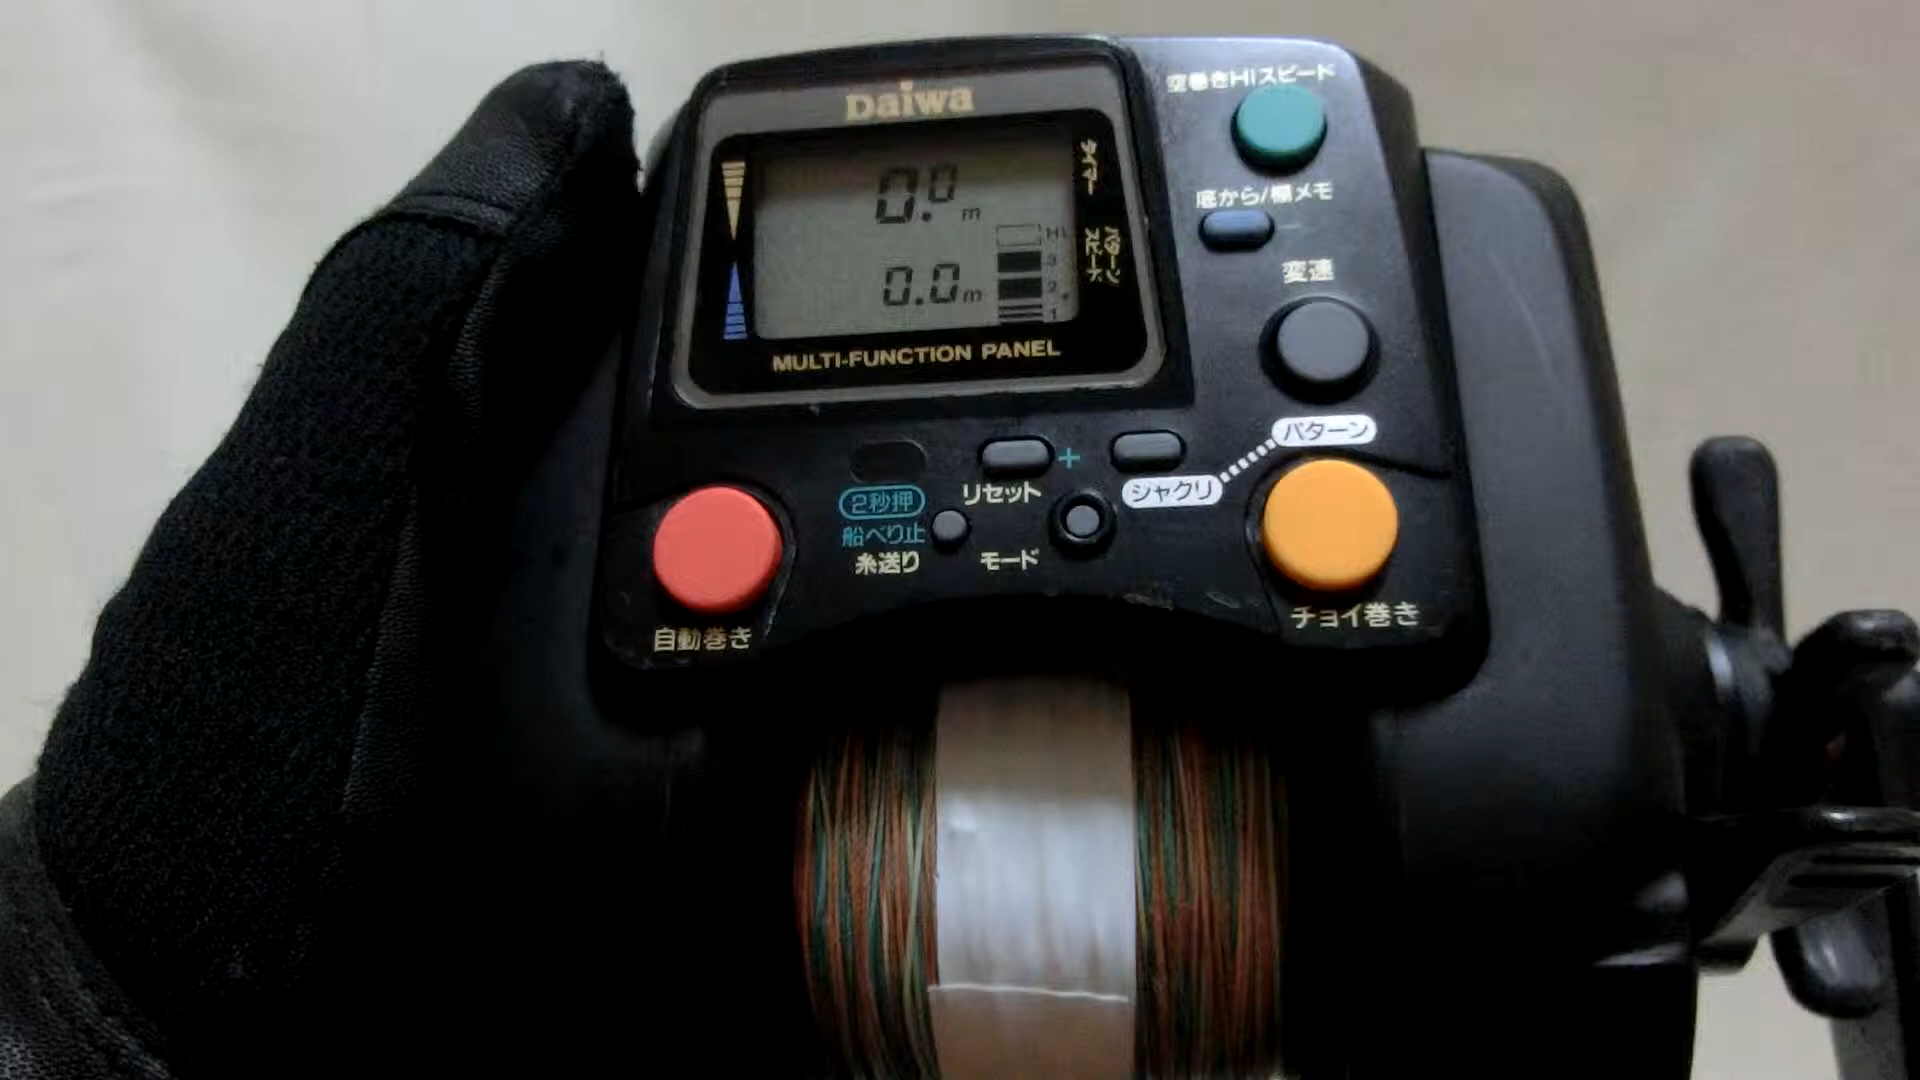 Daiwa
空巻きHiスピード
タイマー
0.0 m
底から/棚メモ
パターン
スピード
HI
3
2
1
0.0 m
変速
MULTI-FUNCTION PANEL
パターン
+
ジャクリ
2秒押
リセット
船べり止
糸送り
モード
自動巻き
チョイ巻き